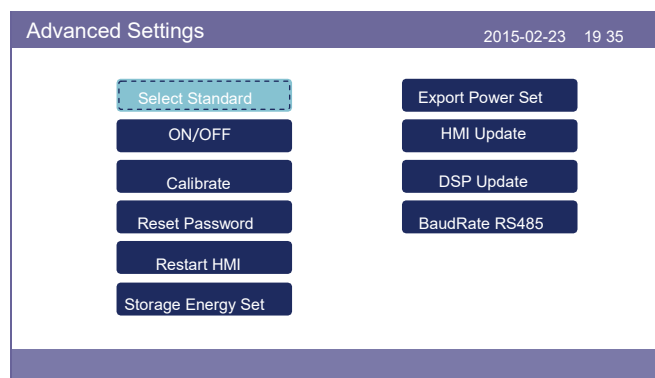 Advanced Settings
2015-02-23 19 35
Select Standard
ON/OFF
Calibrate
Reset Password
Restart HMI
Storage Energy Set
Export Power Set
HMI Update
DSP Update
BaudRate RS485